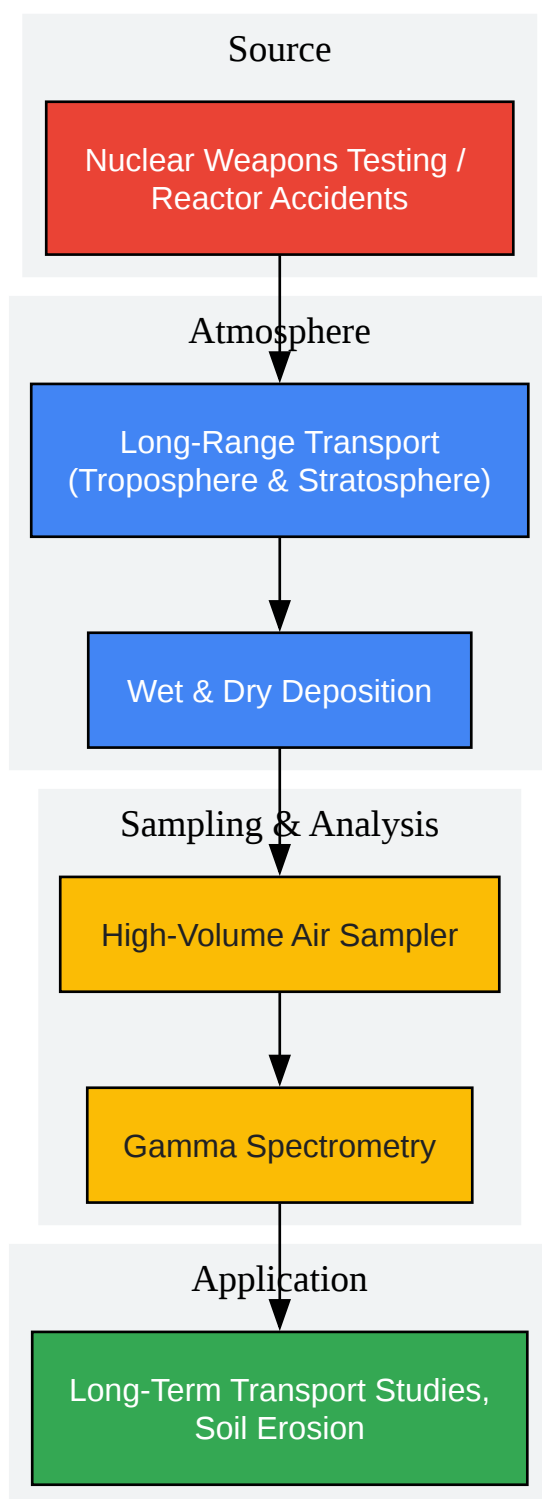 Source
Nuclear Weapons Testing /
Reactor Accidents
Atmosphere
Long-Range Transport
(Troposphere & Stratosphere)
Wet & Dry Deposition
Sampling & Analysis
High-Volume Air Sampler
Gamma Spectrometry
Application
Long-Term Transport Studies,
Soil Erosion